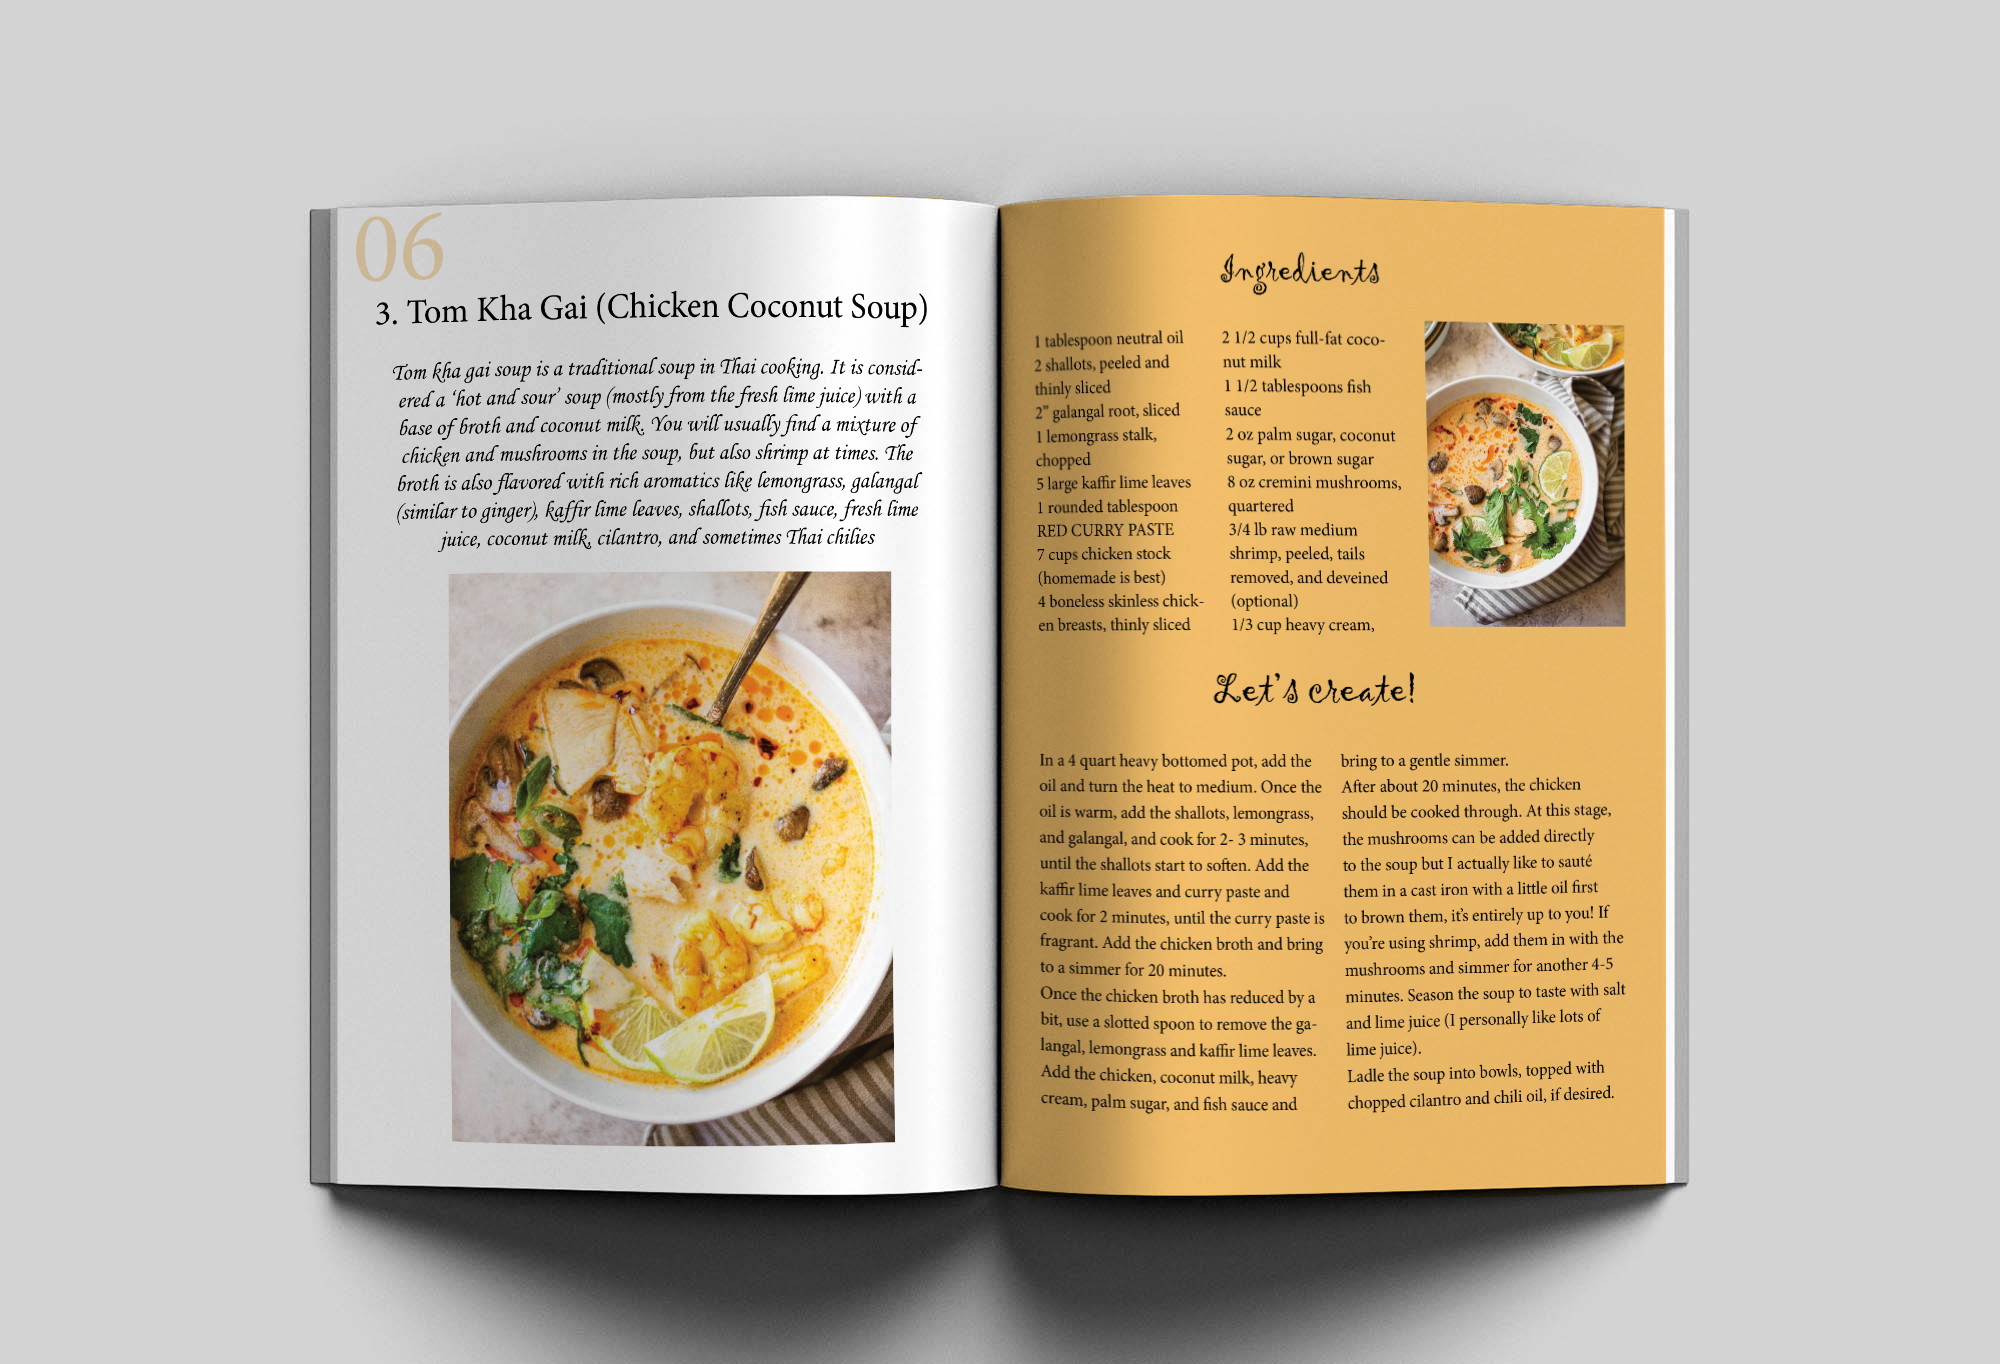 06
3. Tom Kha Gai (Chicken Coconut Soup)
Tom kha gai soup is a traditional soup in Thai cooking. It is consid-
ered a ‘hot and sour’ soup (mostly from the fresh lime juice) with a
base of broth and coconut milk. You will usually find a mixture of
chicken and mushrooms in the soup, but also shrimp at times. The
broth is also flavored with rich aromatics like lemongrass, galangal
(similar to ginger), kaffir lime leaves, shallots, fish sauce, fresh lime
juice, coconut milk, cilantro, and sometimes Thai chilies
Ingredients
1 tablespoon neutral oil
2 shallots, peeled and
thinly sliced
2” galangal root, sliced
1 lemongrass stalk,
chopped
5 large kaffir lime leaves
1 rounded tablespoon
RED CURRY PASTE
7 cups chicken stock
(homemade is best)
4 boneless skinless chick-
en breasts, thinly sliced
2 1/2 cups full-fat coco-
nut milk
1 1/2 tablespoons fish
sauce
2 oz palm sugar, coconut
sugar, or brown sugar
8 oz cremini mushrooms,
quartered
3/4 lb raw medium
shrimp, peeled, tails
removed, and deveined
(optional)
1/3 cup heavy cream,
Let’s create!
In a 4 quart heavy bottomed pot, add the
oil and turn the heat to medium. Once the
oil is warm, add the shallots, lemongrass,
and galangal, and cook for 2- 3 minutes,
until the shallots start to soften. Add the
kaffir lime leaves and curry paste and
cook for 2 minutes, until the curry paste is
fragrant. Add the chicken broth and bring
to a simmer for 20 minutes.
Once the chicken broth has reduced by a
bit, use a slotted spoon to remove the ga-
langal, lemongrass and kaffir lime leaves.
Add the chicken, coconut milk, heavy
cream, palm sugar, and fish sauce and
bring to a gentle simmer.
After about 20 minutes, the chicken
should be cooked through. At this stage,
the mushrooms can be added directly
to the soup but I actually like to sauté
them in a cast iron with a little oil first
to brown them, it’s entirely up to you! If
you’re using shrimp, add them in with the
mushrooms and simmer for another 4-5
minutes. Season the soup to taste with salt
and lime juice (I personally like lots of
lime juice).
Ladle the soup into bowls, topped with
chopped cilantro and chili oil, if desired.